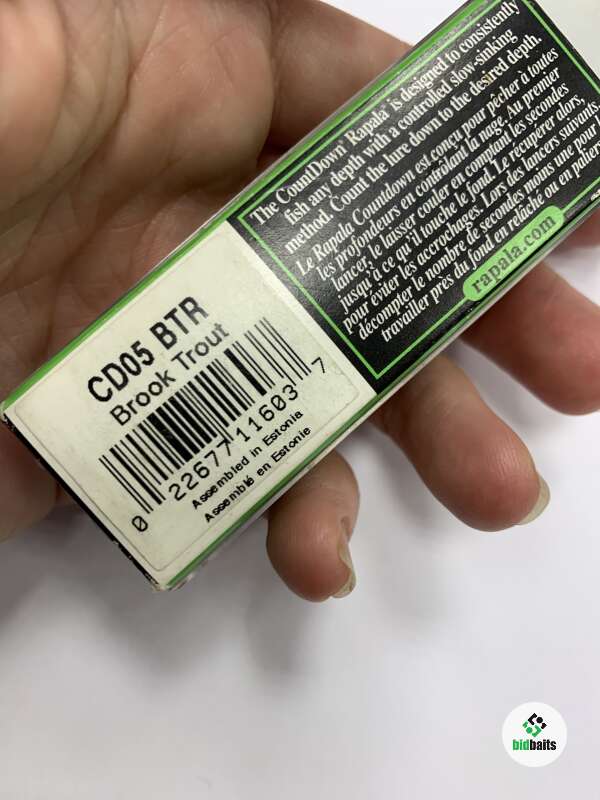 The CountDown® Rapala® is designed to consistently
fish any depth with a controlled slow-sinking
method. Count the lure down to the desired depth.
Le Rapala Countdown est conçu pour pêcher à toutes
les profondeurs en contrôlant la nage. Au premier
lancer, le laisser couler en comptant les secondes
jusqu'à ce qu'il touche le fond. Le récupérer alors,
pour éviter les accrochages. Lors des lancers suivants,
décompter le nombre de secondes moins une pour
travailler près du fond en relâché ou en paliers
rapala.com
CD05 BTR
Brook Trout
0 22677 11603 7
Assembled in Estonia
Assemblé en Estonie
bidbaits